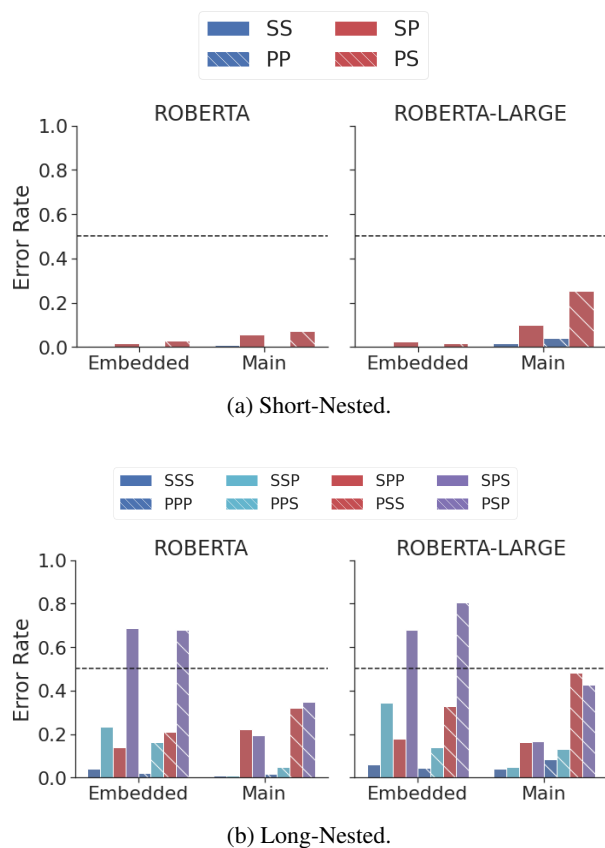 SS SP
PP PS
ROBERTA ROBERTA-LARGE
1.0
0.8
0.6
0.4
0.2
0.0
Error Rate
Embedded Main Embedded Main
(a) Short-Nested.
SSS SSP SPP SPS
PPP PPS PSS PSP
ROBERTA ROBERTA-LARGE
1.0
0.8
0.6
0.4
0.2
0.0
Error Rate
Embedded Main Embedded Main
(b) Long-Nested.